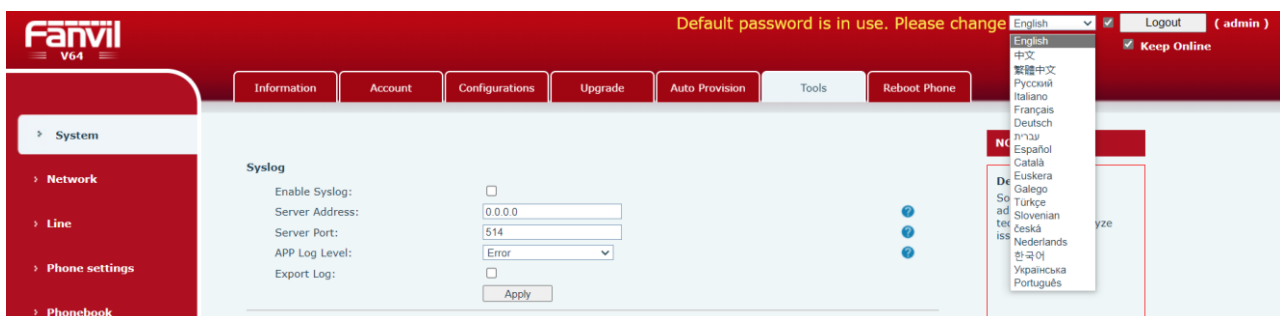 Fanvil
V64
Default password is in use. Please change
English
Logout
( admin )
Keep Online
English
中文
繁體中文
Русский
Italiano
Français
Deutsch
עברית
Español
Català
Euskera
Galego
Türkçe
Slovenian
česká
Nederlands
한국어
Українська
Português
Information
Account
Configurations
Upgrade
Auto Provision
Tools
Reboot Phone
System
Network
Line
Phone settings
Phonebook
Syslog
Enable Syslog:
Server Address:
0.0.0.0
Server Port:
514
APP Log Level:
Error
Export Log:
Apply